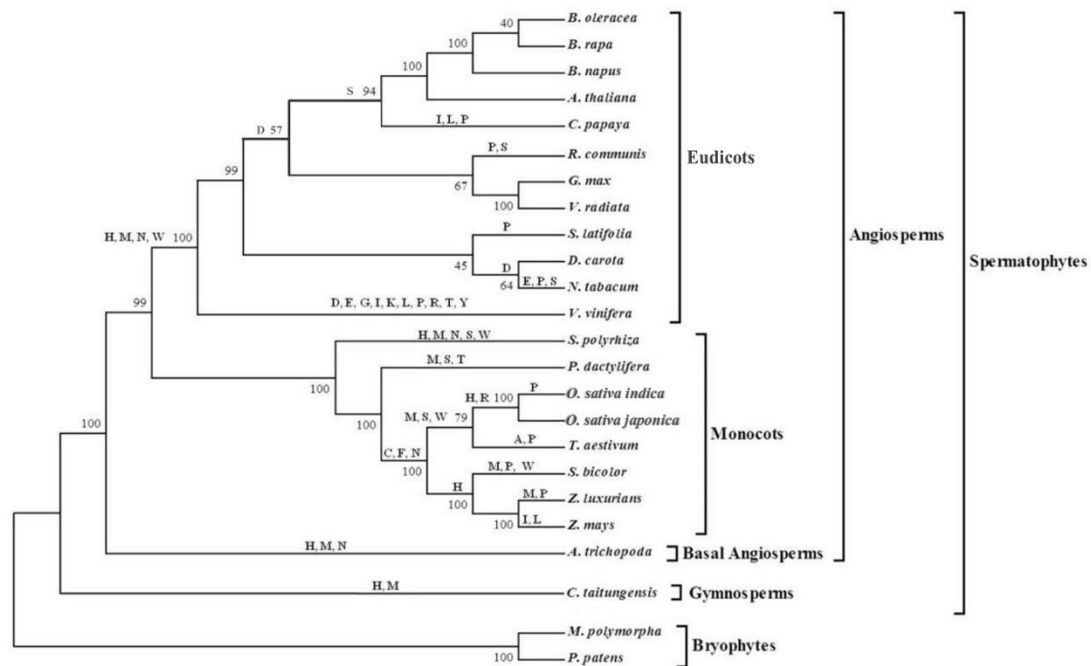 40
B. oleracea
B. rapa
100
B. napus
100
A. thaliana
S 94
I, L, P
C. papaya
D 57
P, S
R. communis
67
G. max
100
V. radiata
Eudicots
99
P
S. latifolia
45
D
D. carota
64
E, P, S
N. tabacum
H, M, N, W 100
D, E, G, I, K, L, P, R, T, Y
V. vinifera
99
H, M, N, S, W
S. polyrhiza
100
M, S, T
P. dactylifera
100
P
O. sativa indica
H, R 100
O. sativa japonica
M, S, W 79
A, P
T. aestivum
C, F, N
100
M, P, W
S. bicolor
H
100
M, P
Z. luxurians
100
I, L
Z. mays
Monocots
100
H, M, N
A. trichopoda
Basal Angiosperms
Angiosperms
H, M
C. taitungensis
Gymnosperms
Spermatophytes
M. polymorpha
100
P. patens
Bryophytes